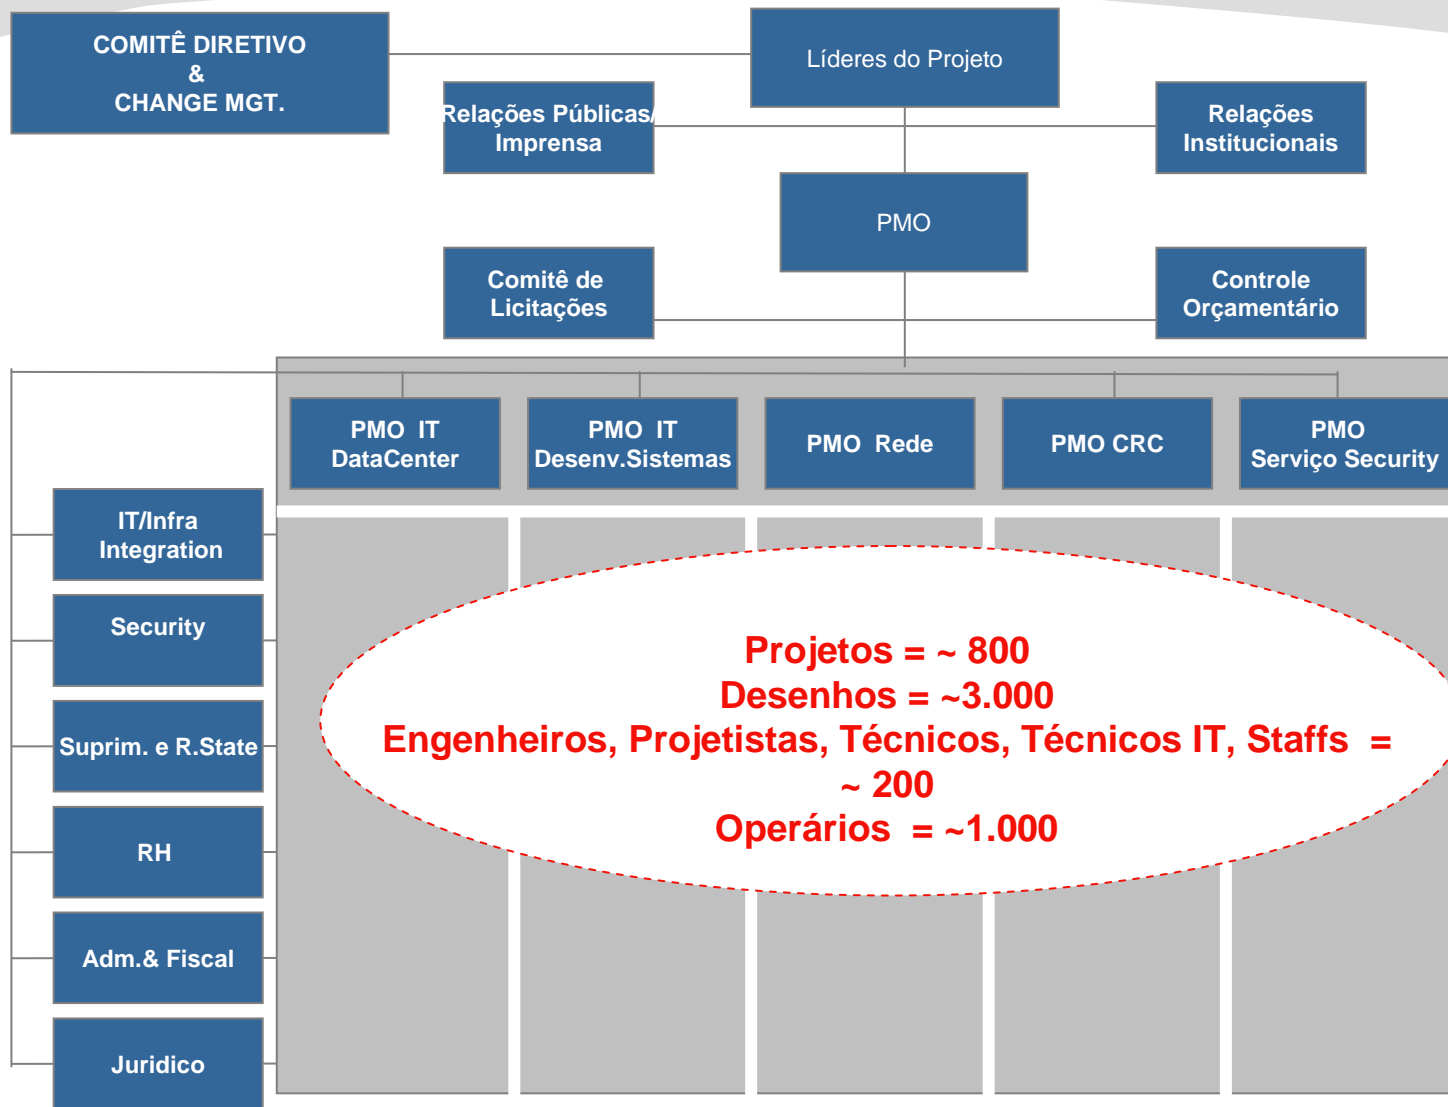 COMITÊ DIRETIVO
&
CHANGE MGT.
Líderes do Projeto
Relações Públicas/
Imprensa
Relações
Institucionais
PMO
Comitê de
Licitações
Controle
Orçamentário
PMO IT
DataCenter
PMO IT
Desenv.Sistemas
PMO Rede
PMO CRC
PMO
Serviço Security
IT/Infra
Integration
Security
Suprim. e R.State
RH
Adm.& Fiscal
Juridico
Projetos = ~ 800
Desenhos = ~3.000
Engenheiros, Projetistas, Técnicos, Técnicos IT, Staffs =
~ 200
Operários = ~1.000